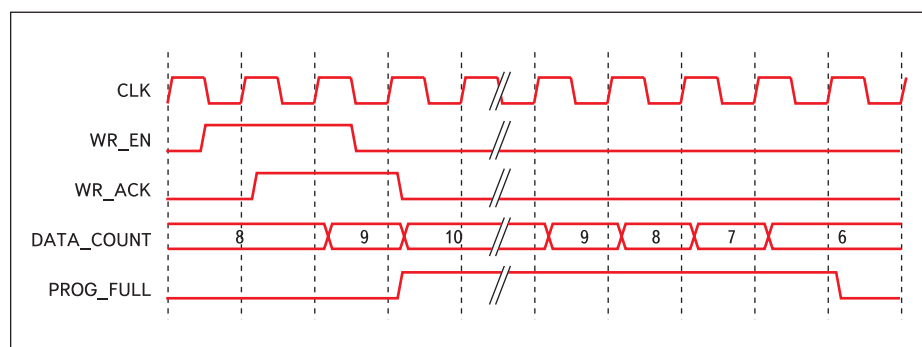 CLK
WR_EN
WR_ACK
DATA_COUNT 8 9 10 9 8 7 6
PROG_FULL